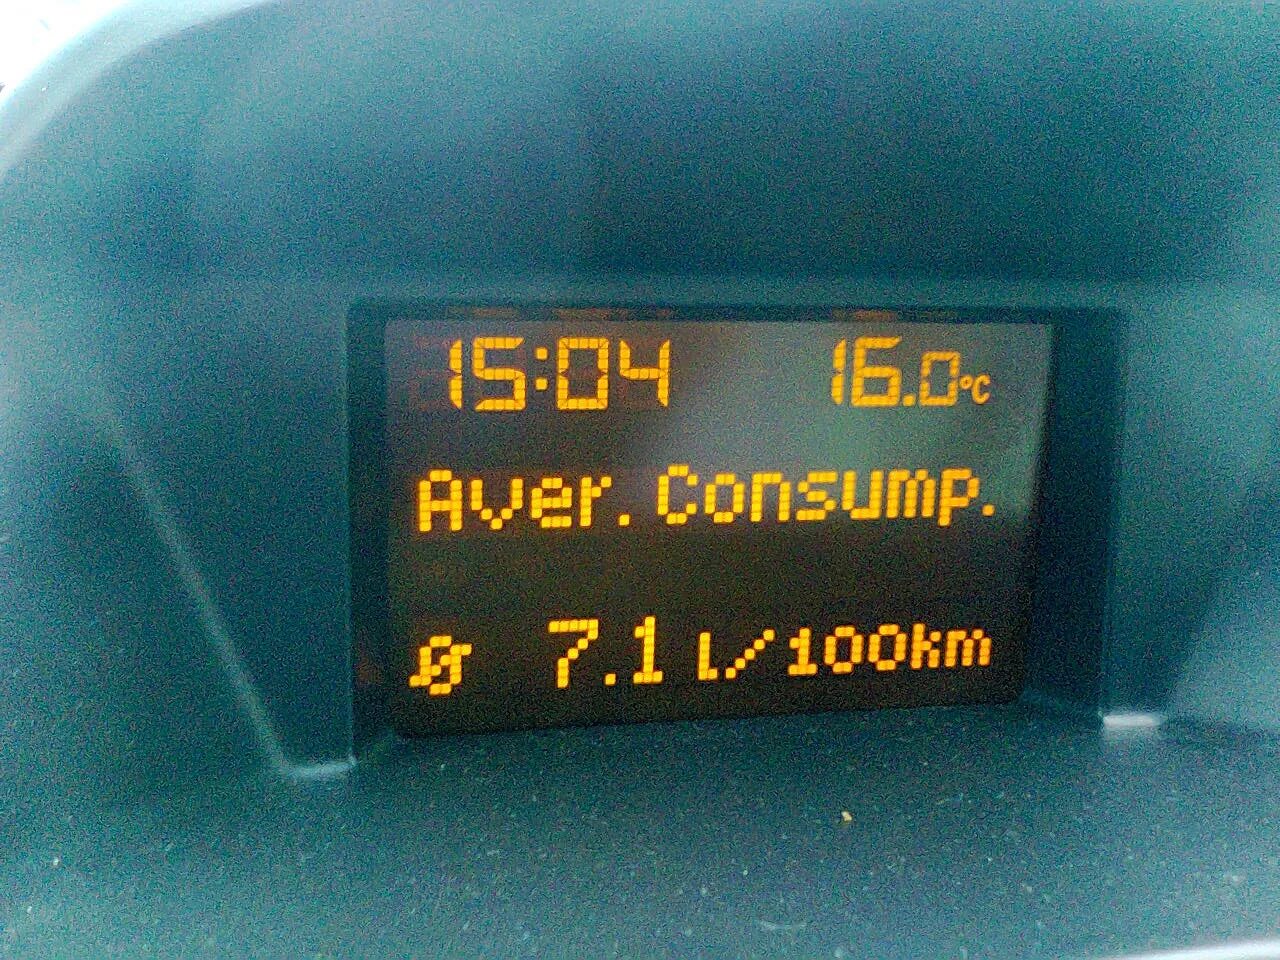 15:04 16.0°C
Aver. Consump.
Ø 7.1 l/100km